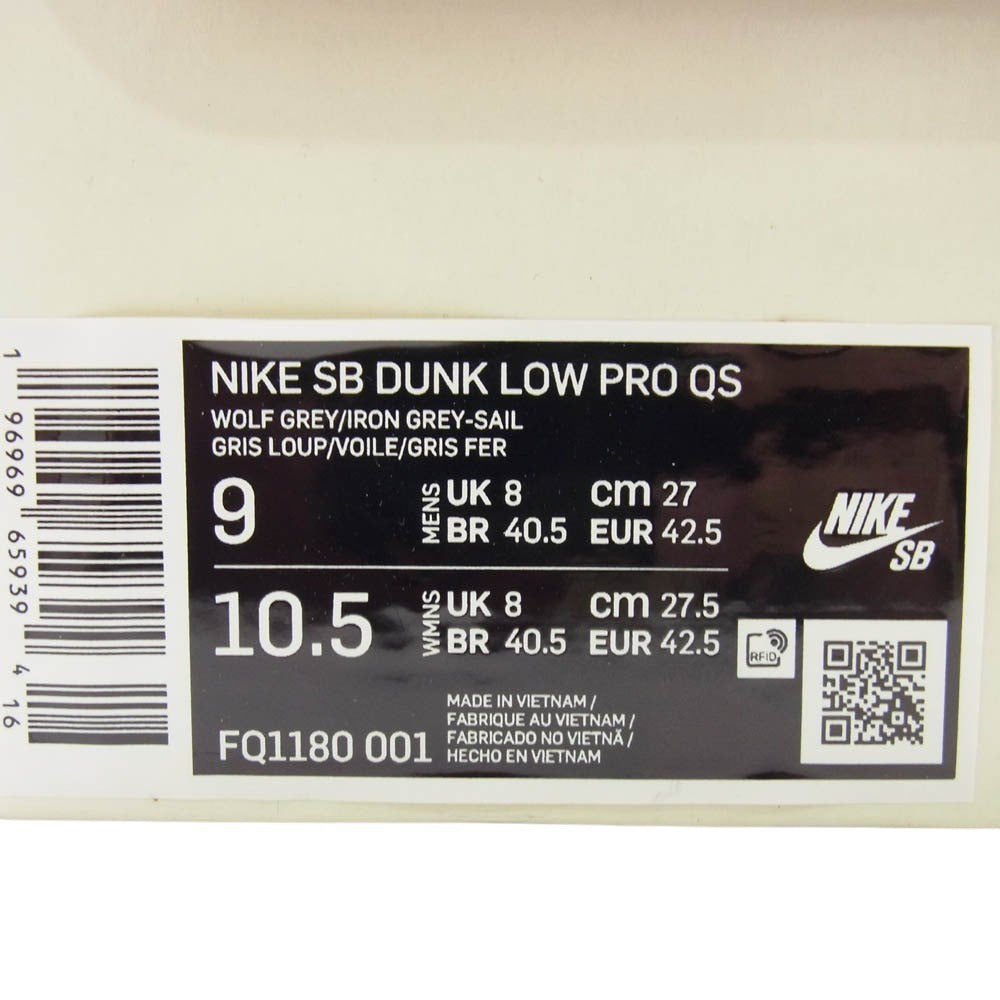 NIKE SB DUNK LOW PRO QS
WOLF GREY/IRON GREY-SAIL
GRIS LOUP/VOILE/GRIS FER
9 MENS UK 8 cm 27
BR 40.5 EUR 42.5
10.5 WMNS UK 8 cm 27.5
BR 40.5 EUR 42.5
NIKE
SB
RFID
FQ1180 001
MADE IN VIETNAM /
FABRIQUE AU VIETNAM /
FABRICADO NO VIETNÃ /
HECHO EN VIETNAM
1 96969 65939 4 16